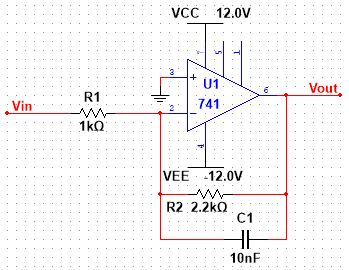 VCC 12.0V
7
5
1
3
U1
Vin
R1
2
741
6
Vout
1kΩ
4
VEE -12.0V
R2 2.2kΩ
C1
10nF